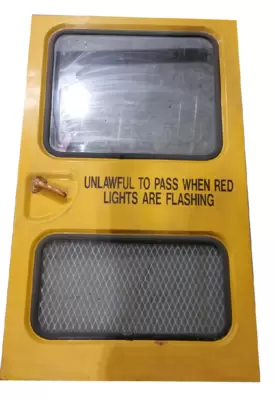 UNLAWFUL TO PASS WHEN RED
LIGHTS ARE FLASHING